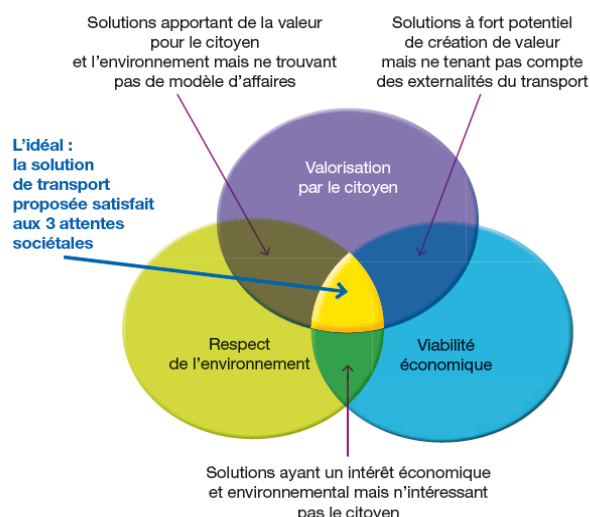 Solutions apportant de la valeur
pour le citoyen
et l'environnement mais ne trouvant
pas de modèle d'affaires
Solutions à fort potentiel
de création de valeur
mais ne tenant pas compte
des externalités du transport
L'idéal :
la solution
de transport
proposée satisfait
aux 3 attentes
sociétales
Valorisation
par le citoyen
Respect
de l'environnement
Viabilité
économique
Solutions ayant un intérêt économique
et environnemental mais n'intéressant
pas le citoyen